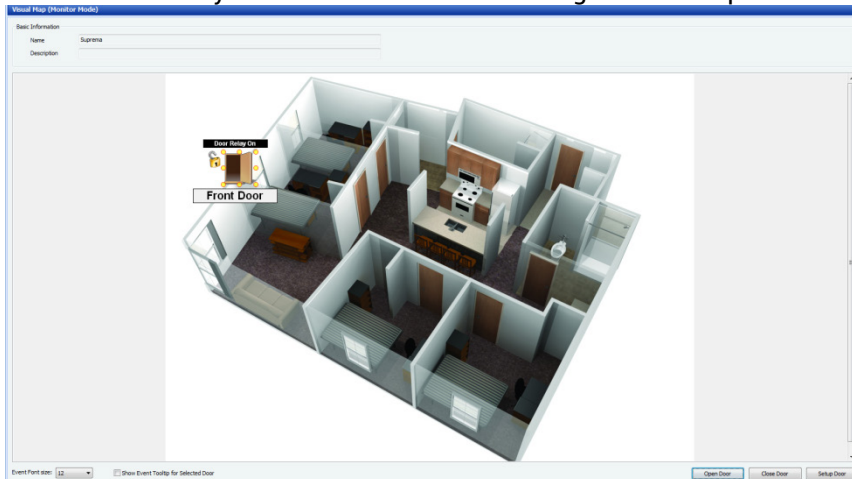 Visual Map (Monitor Mode)
Basic Information
Name Suprema
Description
Door Relay On
Front Door
Event Font size: 12 Show Event Tooltip for Selected Door Open Door Close Door Setup Door